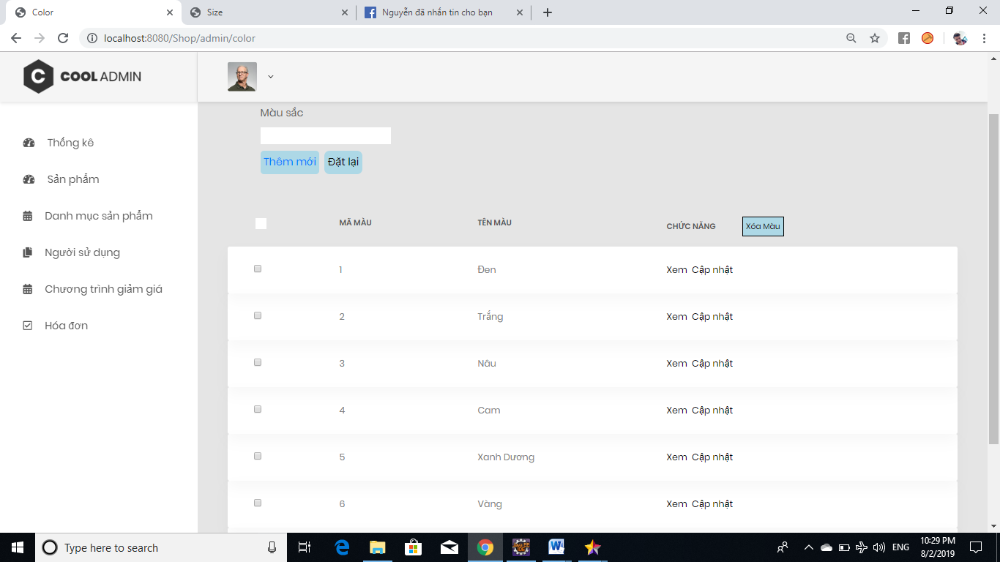 Color
Size
Nguyễn đã nhắn tin cho bạn
localhost:8080/Shop/admin/color
C COOL ADMIN
Thống kê
Sản phẩm
Danh mục sản phẩm
Người sử dụng
Chương trình giảm giá
Hóa đơn
Màu sắc
Thêm mới Đặt lại
MÃ MÀU TÊN MÀU CHỨC NĂNG Xóa Màu
1 Đen Xem Cập nhật
2 Trắng Xem Cập nhật
3 Nâu Xem Cập nhật
4 Cam Xem Cập nhật
5 Xanh Dương Xem Cập nhật
6 Vàng Xem Cập nhật
Type here to search
ENG
10:29 PM
8/2/2019